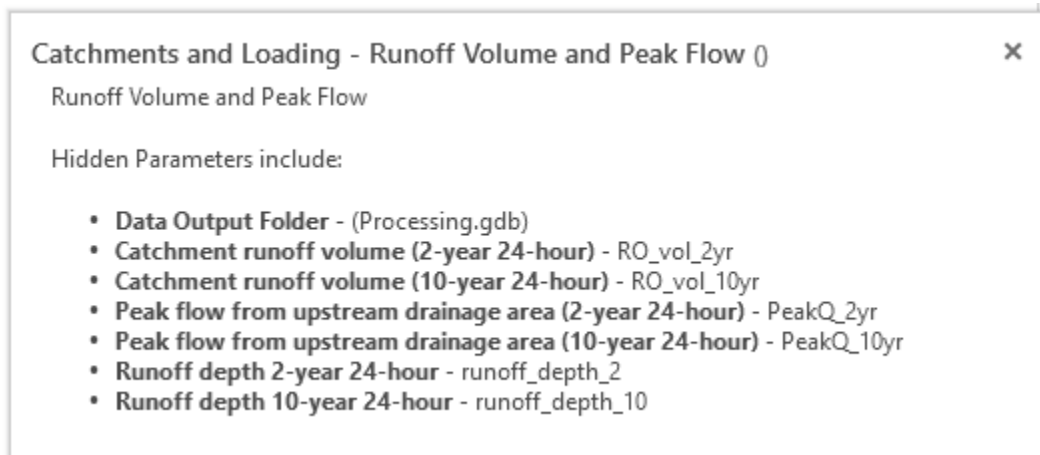 Catchments and Loading - Runoff Volume and Peak Flow ()
×
Runoff Volume and Peak Flow
Hidden Parameters include:
• Data Output Folder - (Processing.gdb)
• Catchment runoff volume (2-year 24-hour) - RO_vol_2yr
• Catchment runoff volume (10-year 24-hour) - RO_vol_10yr
• Peak flow from upstream drainage area (2-year 24-hour) - PeakQ_2yr
• Peak flow from upstream drainage area (10-year 24-hour) - PeakQ_10yr
• Runoff depth 2-year 24-hour - runoff_depth_2
• Runoff depth 10-year 24-hour - runoff_depth_10